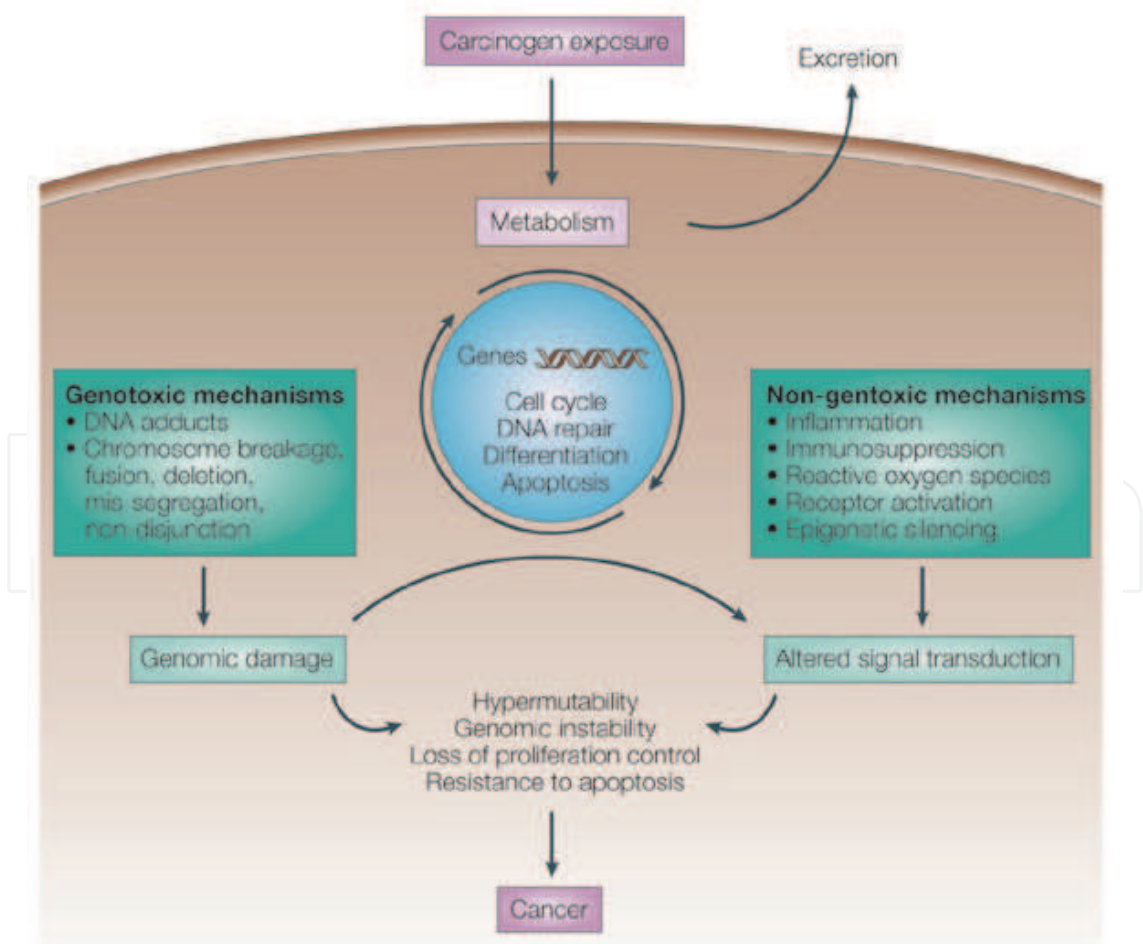 Carcinogen exposure
Excretion
Metabolism
Genes
Cell cycle
DNA repair
Differentiation
Apoptosis
Genotoxic mechanisms
• DNA adducts
• Chromosome breakage,
fusion, deletion,
mis segregation,
non disjunction
Non-gentoxic mechanisms
• Inflammation
• Immunosuppression
• Reactive oxygen species
• Receptor activation
• Epigenetic silencing
Genomic damage
Altered signal transduction
Hypermutability
Genomic instability
Loss of proliferation control
Resistance to apoptosis
Cancer